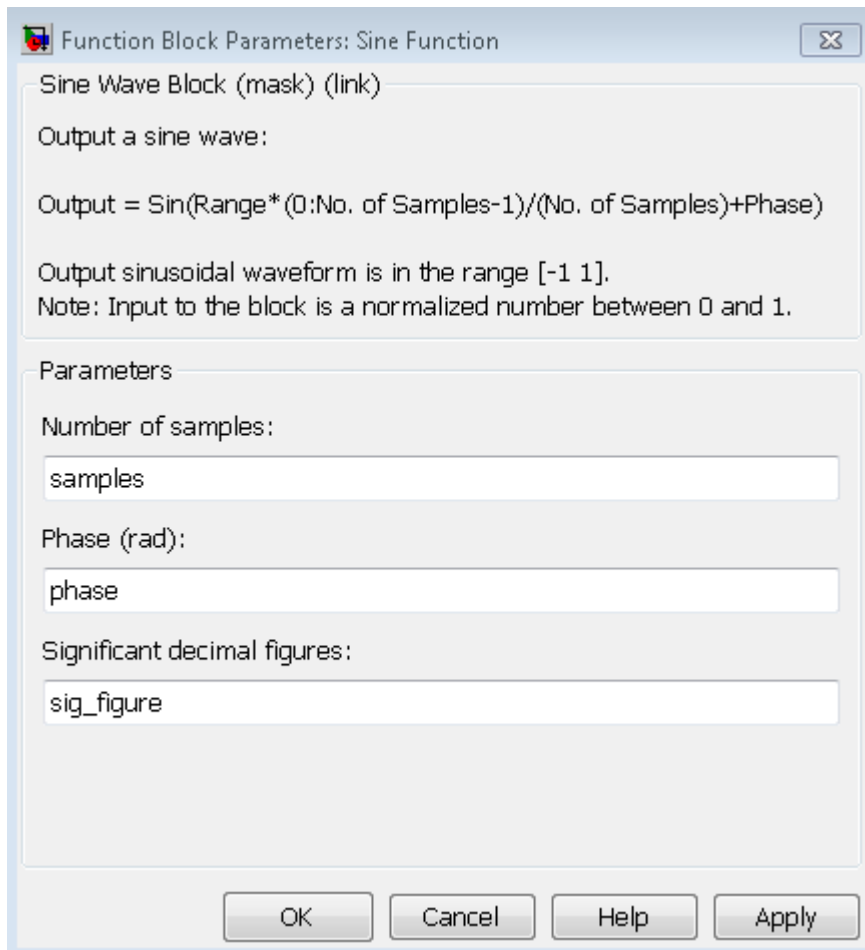 Function Block Parameters: Sine Function
Sine Wave Block (mask) (link)
Output a sine wave:
Output = Sin(Range*(0:No. of Samples-1)/(No. of Samples)+Phase)
Output sinusoidal waveform is in the range [-1 1].
Note: Input to the block is a normalized number between 0 and 1.
Parameters
Number of samples:
samples
Phase (rad):
phase
Significant decimal figures:
sig_figure
OK Cancel Help Apply